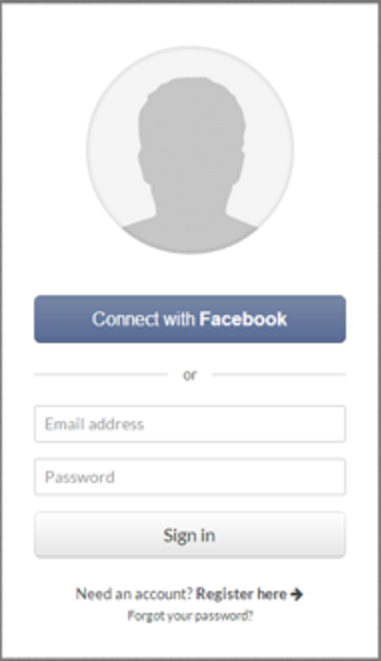 Connect with Facebook
or
Email address
Password
Sign in
Need an account? Register here →
Forgot your password?